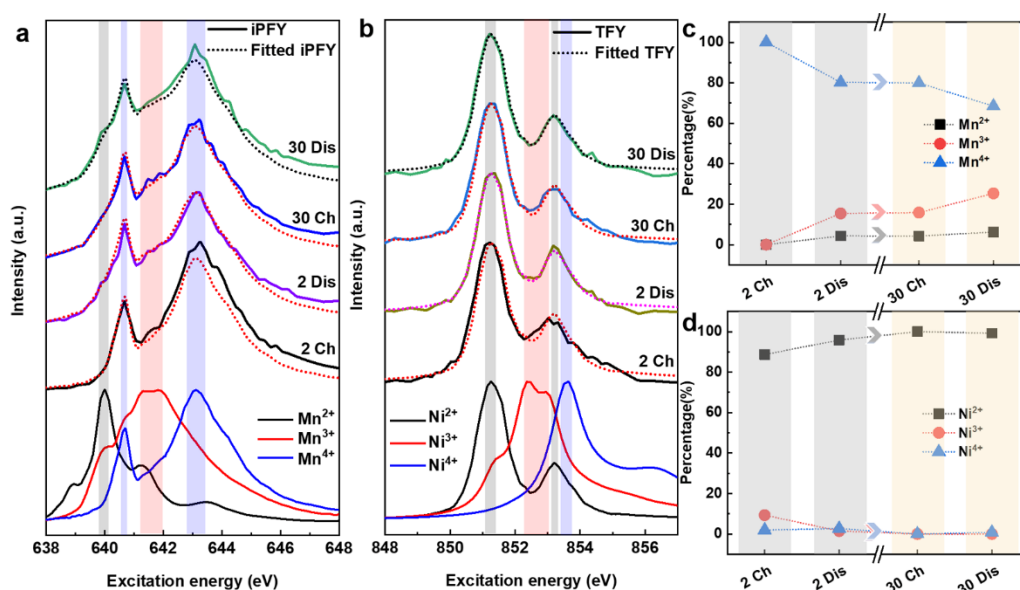 a
iPFY
Fitted iPFY
30 Dis
30 Ch
2 Dis
2 Ch
Mn²⁺
Mn³⁺
Mn⁴⁺
Intensity (a.u.)
638 640 642 644 646 648
Excitation energy (eV)
b
TFY
Fitted TFY
30 Dis
30 Ch
2 Dis
2 Ch
Ni²⁺
Ni³⁺
Ni⁴⁺
Intensity (a.u.)
848 850 852 854 856
Excitation energy (eV)
c
100
80
60
40
20
0
Percentage(%)
Mn²⁺
Mn³⁺
Mn⁴⁺
2 Ch 2 Dis 30 Ch 30 Dis
d
100
80
60
40
20
0
Percentage(%)
Ni²⁺
Ni³⁺
Ni⁴⁺
2 Ch 2 Dis 30 Ch 30 Dis